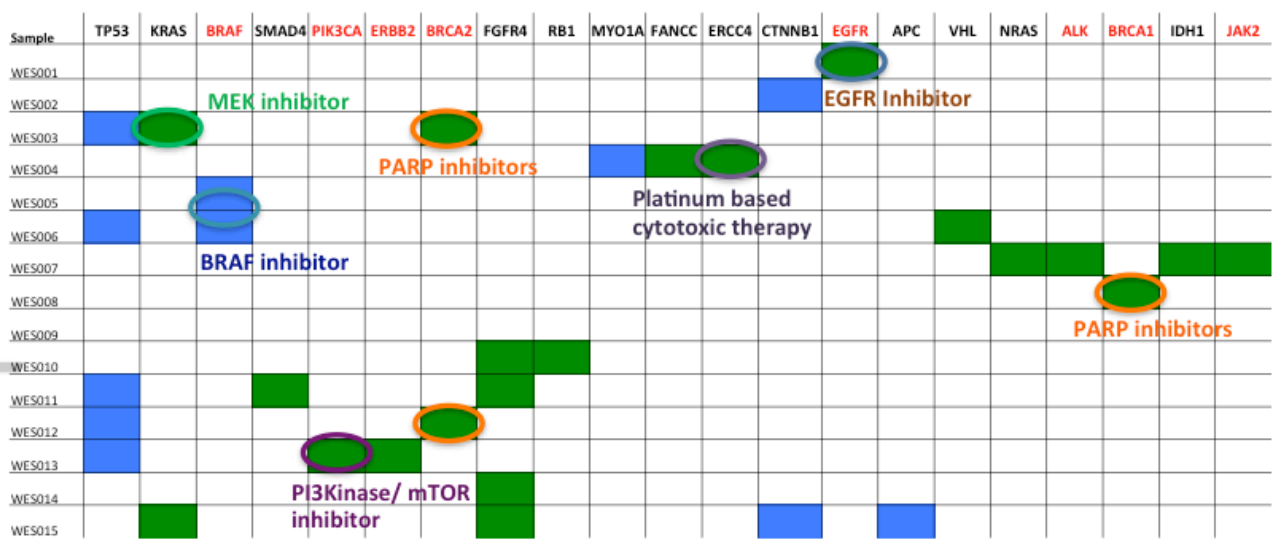 Sample TP53 KRAS BRAF SMAD4 PIK3CA ERBB2 BRCA2 FGFR4 RB1 MYO1A FANCC ERCC4 CTNNB1 EGFR APC VHL NRAS ALK BRCA1 IDH1 JAK2
WES001
MEK inhibitor
EGFR Inhibitor
WES002
WES003
PARP inhibitors
WES004
Platinum based
cytotoxic therapy
WES005
WES006
BRAF inhibitor
WES007
WES008
PARP inhibitors
WES009
WES010
WES011
WES012
WES013
PI3Kinase/ mTOR
inhibitor
WES014
WES015